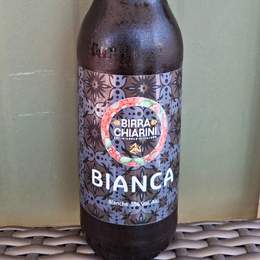 BIRRA
CHIARINI
BIANCA
Blanche 5% Vol. Alc.